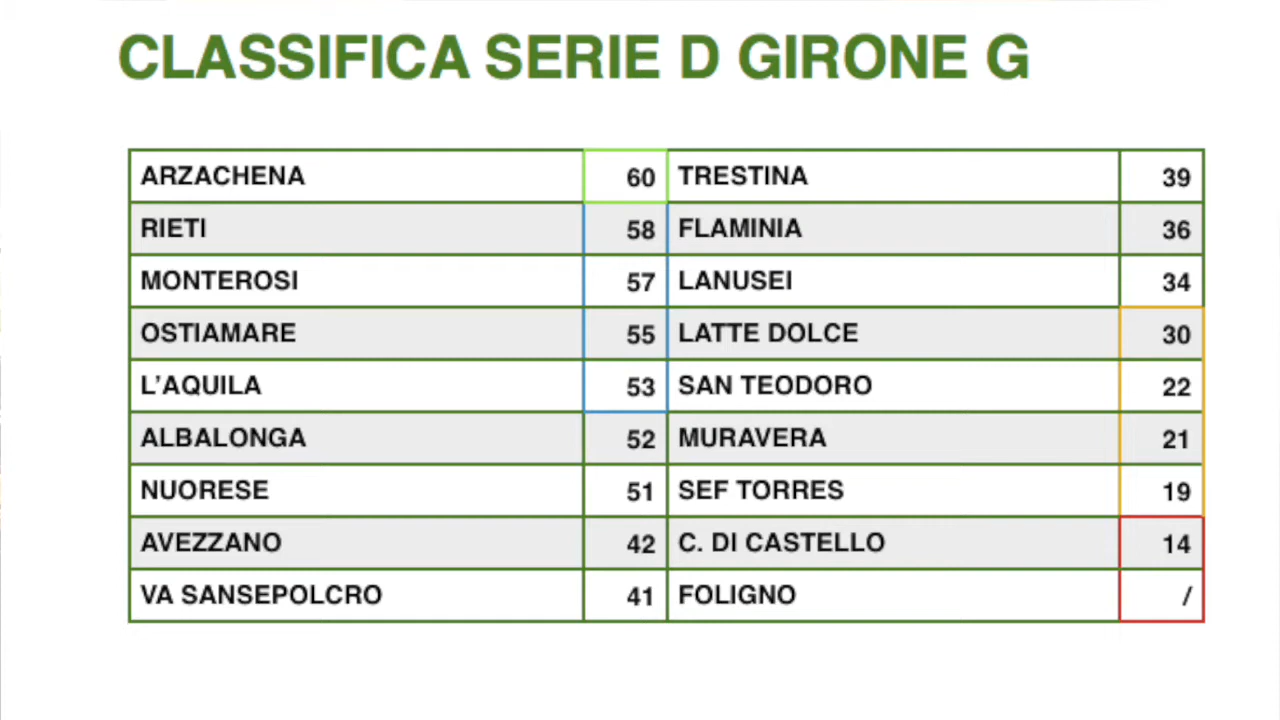 CLASSIFICA SERIE D GIRONE G
ARZACHENA 60 TRESTINA 39
RIETI 58 FLAMINIA 36
MONTEROSI 57 LANUSEI 34
OSTIAMARE 55 LATTE DOLCE 30
L’AQUILA 53 SAN TEODORO 22
ALBALONGA 52 MURAVERA 21
NUORESE 51 SEF TORRES 19
AVEZZANO 42 C. DI CASTELLO 14
VA SANSEPOLCRO 41 FOLIGNO /